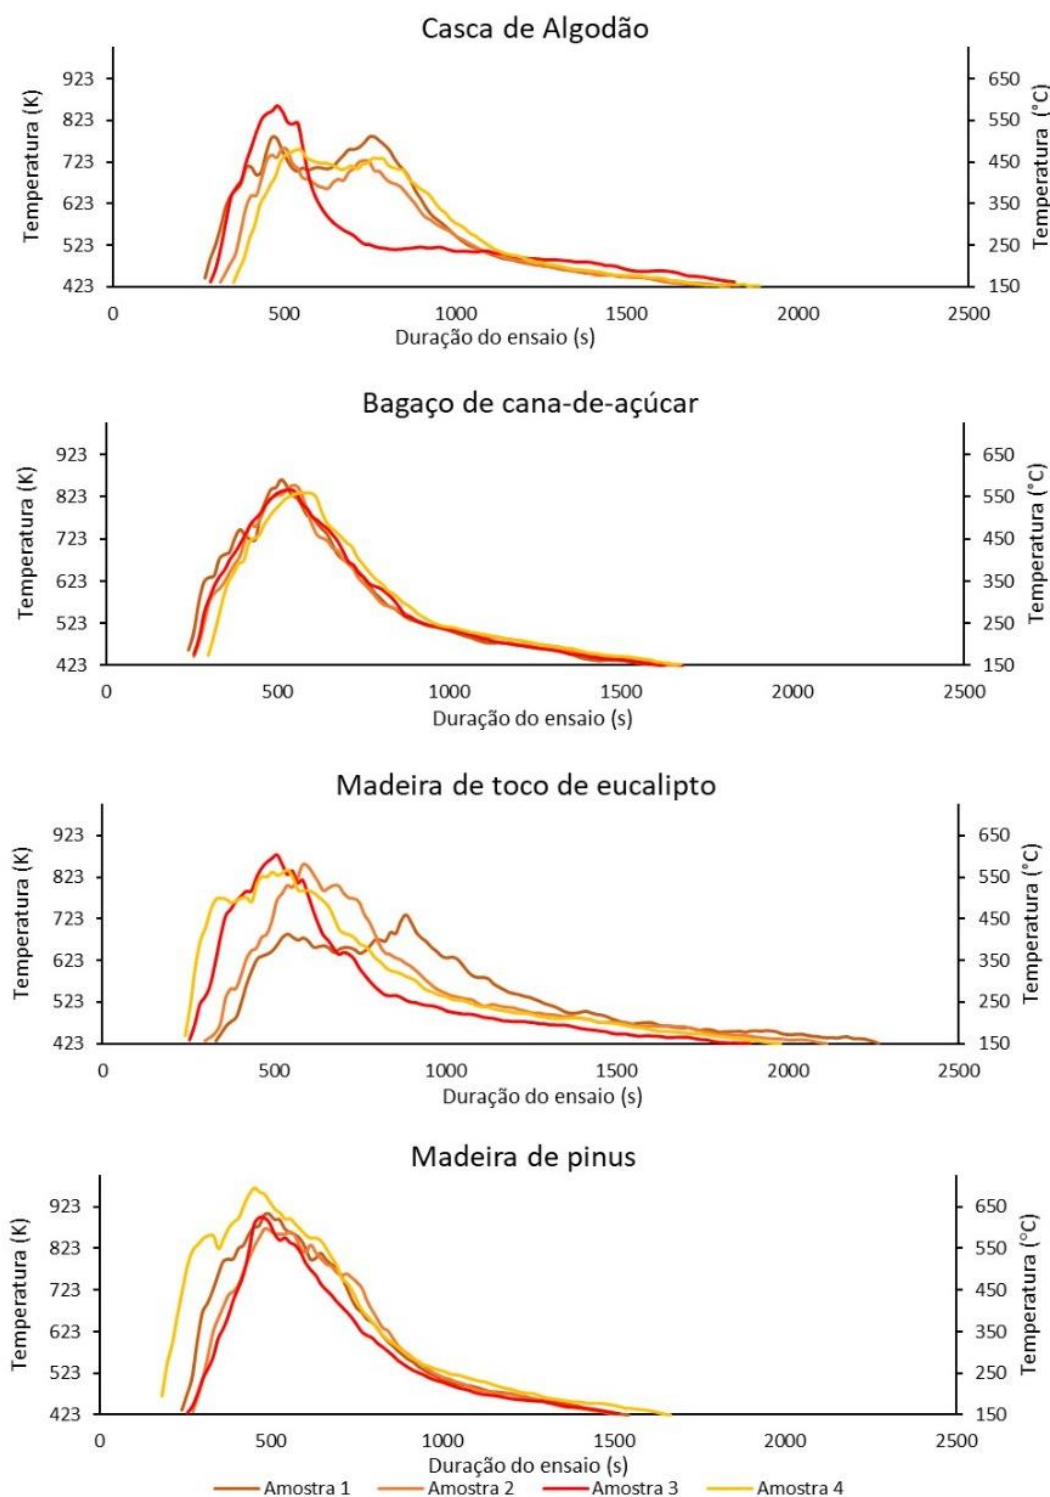 Casca de Algodão
Temperatura (K)
923
823
723
623
523
423
650
550
450
350
250
150
Temperatura (°C)
0 500 1000 1500 2000 2500
Duração do ensaio (s)
Bagaço de cana-de-açúcar
Temperatura (K)
923
823
723
623
523
423
650
550
450
350
250
150
Temperatura (°C)
0 500 1000 1500 2000 2500
Duração do ensaio (s)
Madeira de toco de eucalipto
Temperatura (K)
923
823
723
623
523
423
650
550
450
350
250
150
Temperatura (°C)
0 500 1000 1500 2000 2500
Duração do ensaio (s)
Madeira de pinus
Temperatura (K)
923
823
723
623
523
423
650
550
450
350
250
150
Temperatura (°C)
0 500 1000 1500 2000 2500
Duração do ensaio (s)
Amostra 1 Amostra 2 Amostra 3 Amostra 4